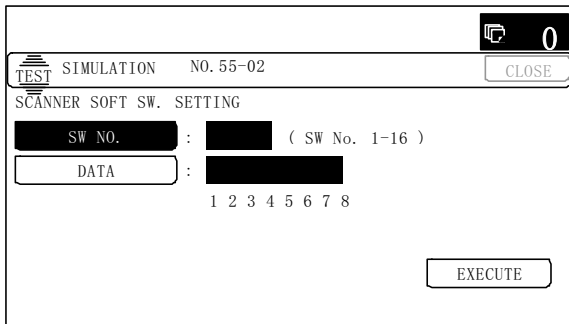 0
TEST SIMULATION NO.55-02 CLOSE
SCANNER SOFT SW. SETTING
SW NO. : ( SW No. 1-16 )
DATA :
1 2 3 4 5 6 7 8
EXECUTE